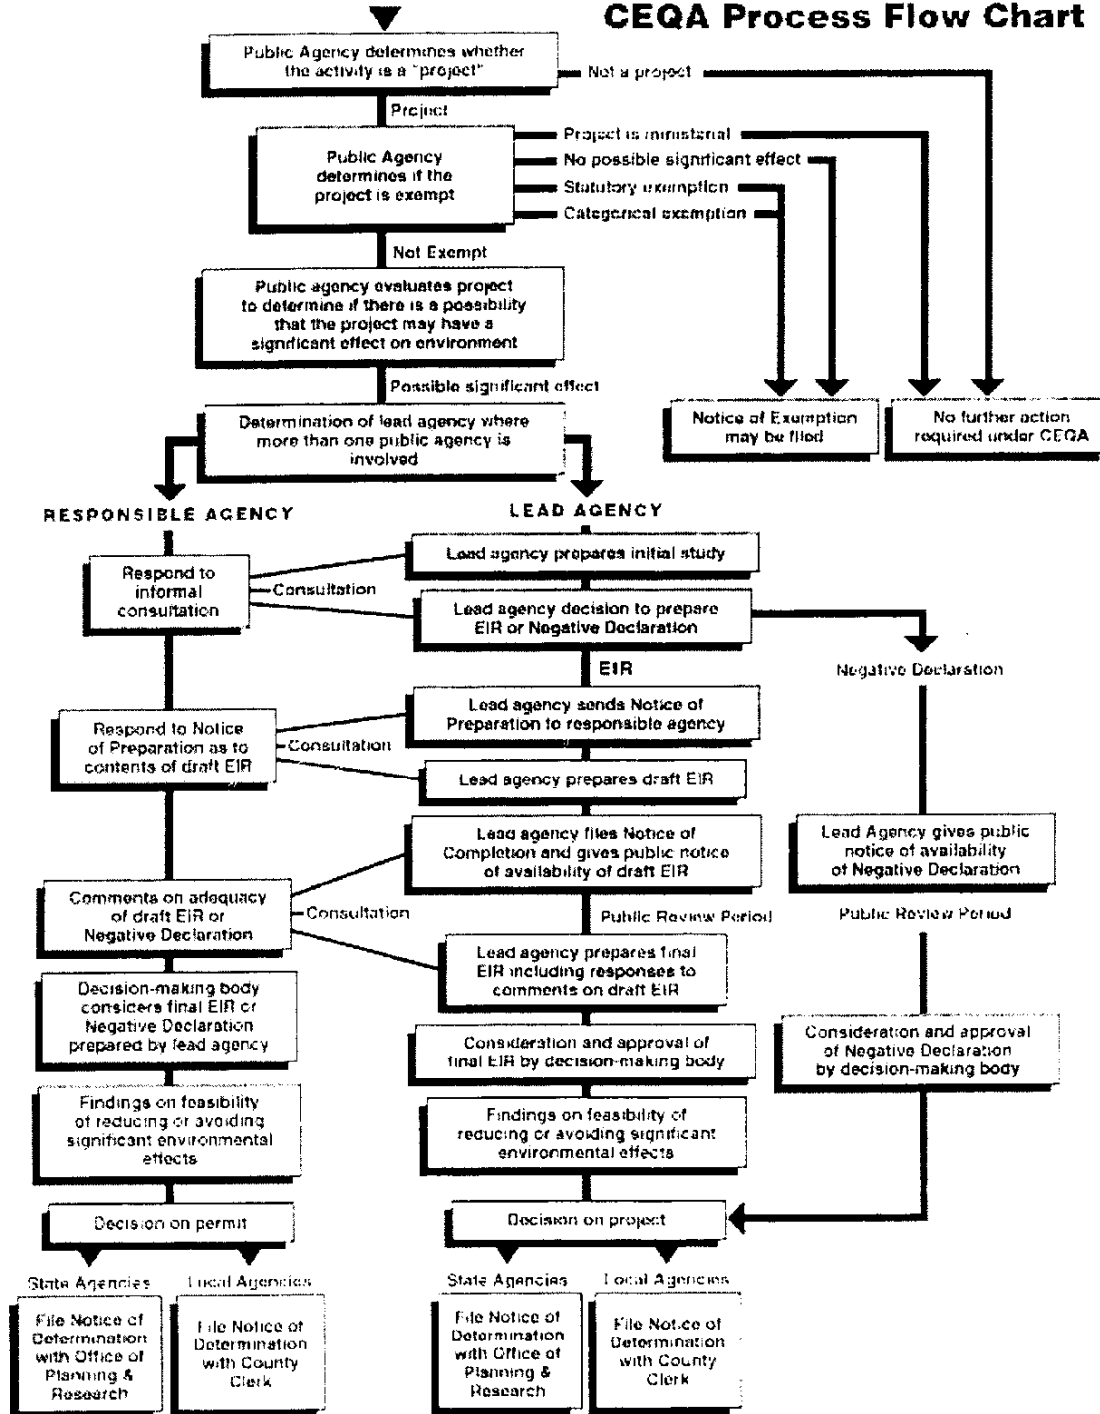 CEQA Process Flow Chart
Public Agency determines whether
the activity is a "project"
Not a project
Project
Public Agency
determines if the
project is exempt
Project is ministerial
No possible significant effect
Statutory exemption
Categorical exemption
Not Exempt
Public agency evaluates project
to determine if there is a possibility
that the project may have a
significant effect on environment
Possible significant effect
Determination of lead agency where
more than one public agency is
involved
Notice of Exemption
may be filed
No further action
required under CEQA
RESPONSIBLE AGENCY
LEAD AGENCY
Respond to
informal
consultation
Consultation
Lead agency prepares initial study
Lead agency decision to prepare
EIR or Negative Declaration
EIR
Negative Declaration
Respond to Notice
of Preparation as to
contents of draft EIR
Consultation
Lead agency sends Notice of
Preparation to responsible agency
Lead agency prepares draft EIR
Lead agency files Notice of
Completion and gives public notice
of availability of draft EIR
Lead Agency gives public
notice of availability
of Negative Declaration
Comments on adequacy
of draft EIR or
Negative Declaration
Consultation
Public Review Period
Public Review Period
Lead agency prepares final
EIR including responses to
comments on draft EIR
Decision-making body
considers final EIR or
Negative Declaration
prepared by lead agency
Consideration and approval of
final EIR by decision-making body
Consideration and approval
of Negative Declaration
by decision-making body
Findings on feasibility
of reducing or avoiding
significant environmental
effects
Findings on feasibility of
reducing or avoiding significant
environmental effects
Decision on permit
Decision on project
State Agencies
Local Agencies
State Agencies
Local Agencies
File Notice of
Determination
with Office of
Planning &
Research
File Notice of
Determination
with County
Clerk
File Notice of
Determination
with Office of
Planning &
Research
File Notice of
Determination
with County
Clerk